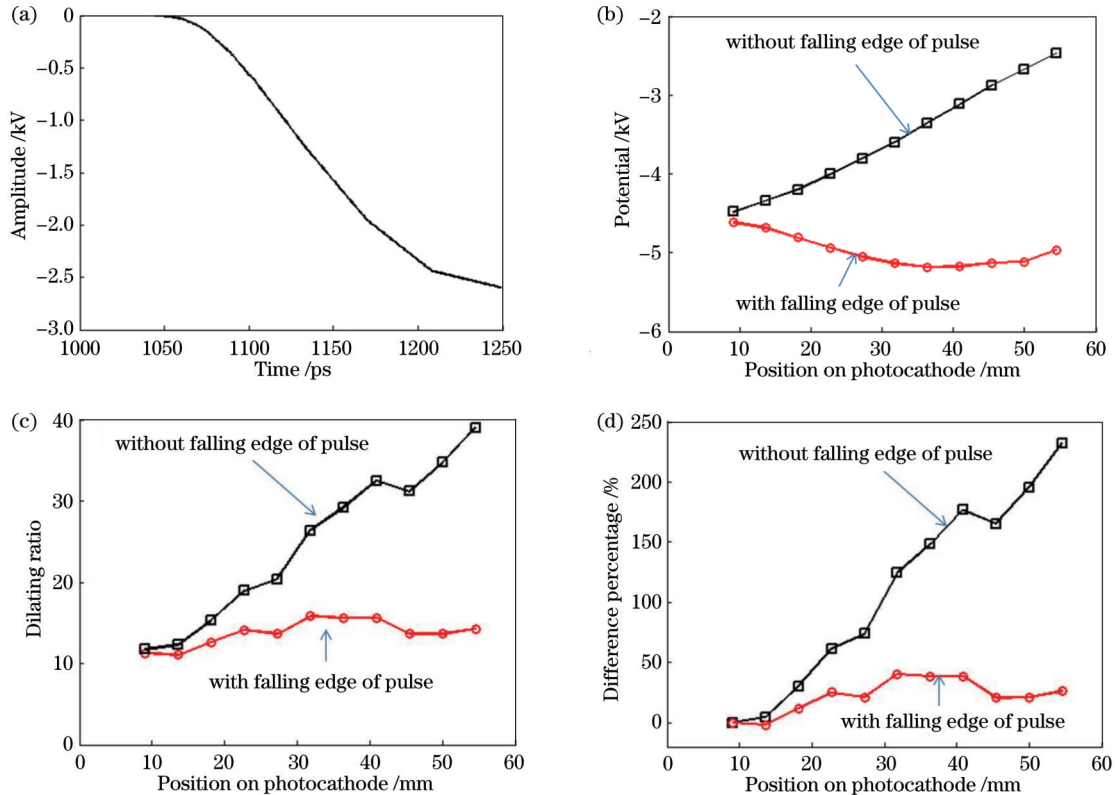 (a)
0
−0.5
−1.0
−1.5
−2.0
−2.5
−3.0
Amplitude /kV
1000
1050
1100
1150
1200
1250
Time /ps
(b)
−2
−3
−4
−5
−6
Potential /kV
without falling edge of pulse
with falling edge of pulse
0
10
20
30
40
50
60
Position on photocathode /mm
(c)
40
30
20
10
0
Dilating ratio
without falling edge of pulse
with falling edge of pulse
0
10
20
30
40
50
60
Position on photocathode /mm
(d)
250
200
150
100
50
0
Difference percentage /%
without falling edge of pulse
with falling edge of pulse
0
10
20
30
40
50
60
Position on photocathode /mm